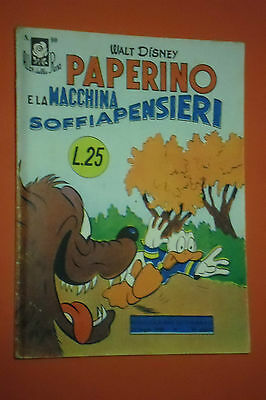 WALT DISNEY
PAPERINO
E LA MACCHINA
SOFFIAPENSIERI
L.25